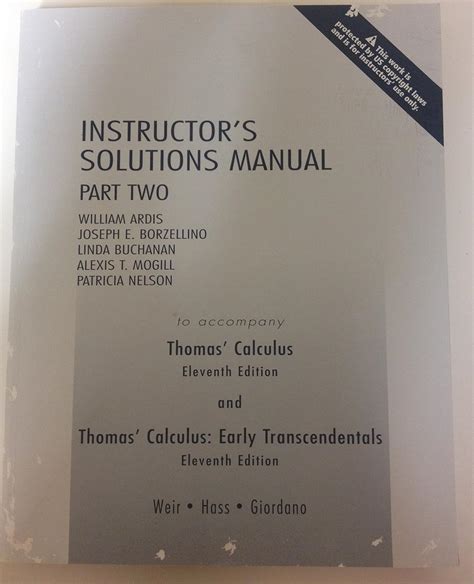 ⚠ This work is
protected by US copyright laws
and is for instructors' use only.
INSTRUCTOR'S
SOLUTIONS MANUAL
PART TWO
WILLIAM ARDIS
JOSEPH E. BORZELLINO
LINDA BUCHANAN
ALEXIS T. MOGILL
PATRICIA NELSON
to accompany
Thomas' Calculus
Eleventh Edition
and
Thomas' Calculus: Early Transcendentals
Eleventh Edition
Weir • Hass • Giordano